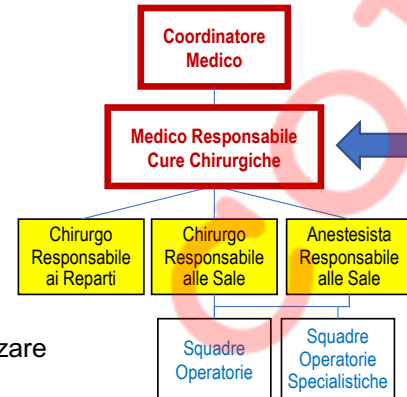 Coordinatore
Medico
Medico Responsabile
Cure Chirurgiche
Chirurgo
Responsabile
ai Reparti
Chirurgo
Responsabile
alle Sale
Anestesista
Responsabile
alle Sale
zare
Squadre
Operatorie
Squadre
Operatorie
Specialistiche